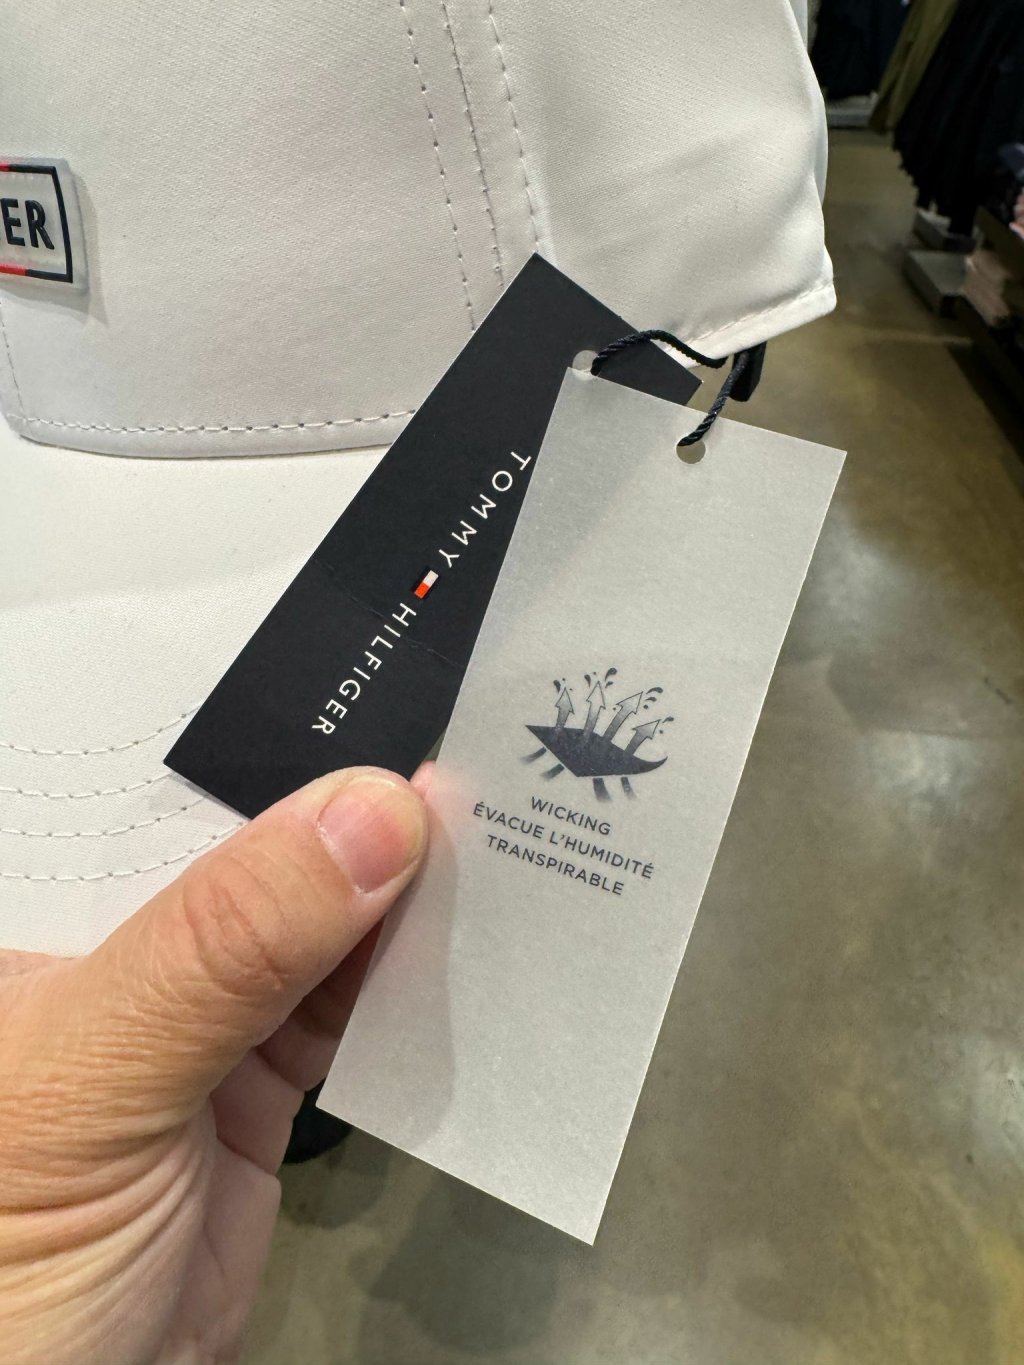 ER
TOMMY HILFIGER
WICKING
ÉVACUE L'HUMIDITÉ
TRANSPIRABLE